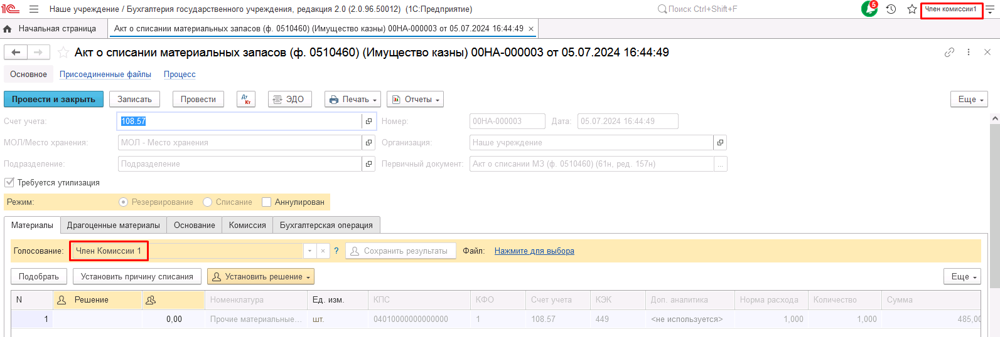 1С Наше учреждение / Бухгалтерия государственного учреждения, редакция 2.0 (2.0.96.50012) (1С:Предприятие) Поиск Ctrl+Shift+F 5 Член комиссии1
Начальная страница Акт о списании материальных запасов (ф. 0510460) (Имущество казны) 00НА-000003 от 05.07.2024 16:44:49 ×
Акт о списании материальных запасов (ф. 0510460) (Имущество казны) 00НА-000003 от 05.07.2024 16:44:49
Основное Присоединенные файлы Процесс
Провести и закрыть Записать Провести Дт Кт ЭДО Печать Отчеты Еще
Счет учета: 108.57 Номер: 00НА-000003 Дата: 05.07.2024 16:44:49
МОЛ/Место хранения: МОЛ - Место хранения Организация: Наше учреждение
Подразделение: Подразделение Первичный документ: Акт о списании МЗ (ф. 0510460) (61н, ред. 157н) ...
Требуется утилизация
Режим: Резервирование Списание Аннулирован
Материалы Драгоценные материалы Основание Комиссия Бухгалтерская операция
Голосование: Член Комиссии 1 × ? Сохранить результаты Файл: Нажмите для выбора
Подобрать Установить причину списания Установить решение Еще
N Решение Номенклатура Ед. изм. КПС КФО Счет учета КЭК Доп. аналитика Норма расхода Количество Сумма
1 0,00 Прочие материальные... шт. 04010000000000000 1 108.57 449 <не используется> 1,000 1,000 485,00